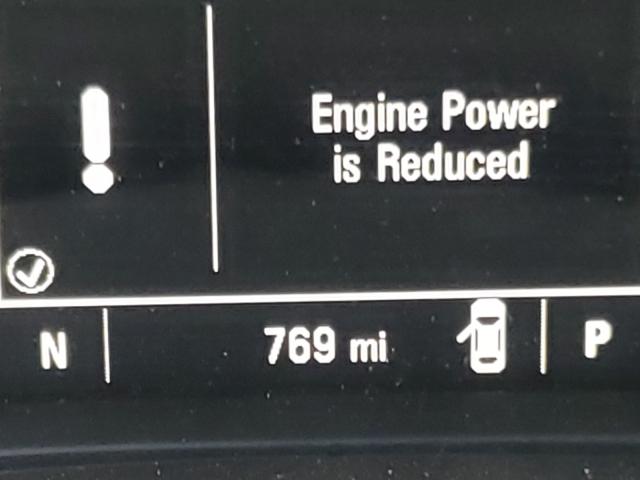 Engine Power
is Reduced
N
769 mi
P